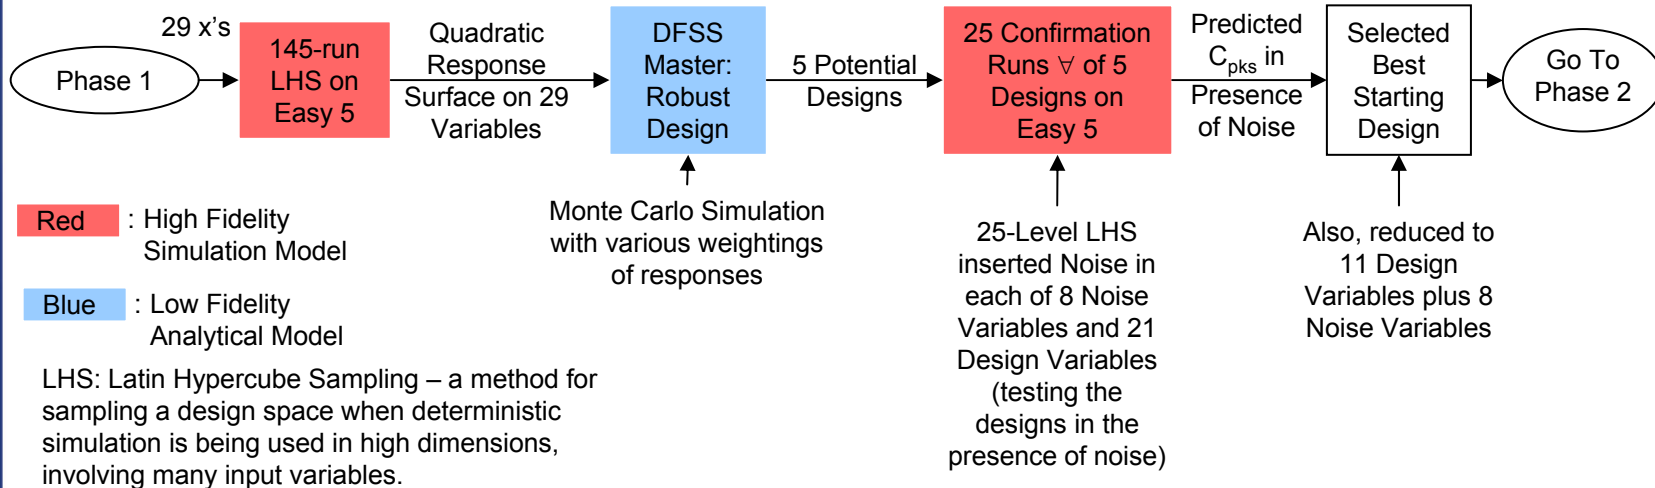 Phase 1
29 x's
145-run
LHS on
Easy 5
Quadratic
Response
Surface on 29
Variables
DFSS
Master:
Robust
Design
5 Potential
Designs
25 Confirmation
Runs ∀ of 5
Designs on
Easy 5
Predicted
Cpks in
Presence
of Noise
Selected
Best
Starting
Design
Go To
Phase 2
Red : High Fidelity
Simulation Model
Blue : Low Fidelity
Analytical Model
Monte Carlo Simulation
with various weightings
of responses
25-Level LHS
inserted Noise in
each of 8 Noise
Variables and 21
Design Variables
(testing the
designs in the
presence of noise)
Also, reduced to
11 Design
Variables plus 8
Noise Variables
LHS: Latin Hypercube Sampling – a method for
sampling a design space when deterministic
simulation is being used in high dimensions,
involving many input variables.